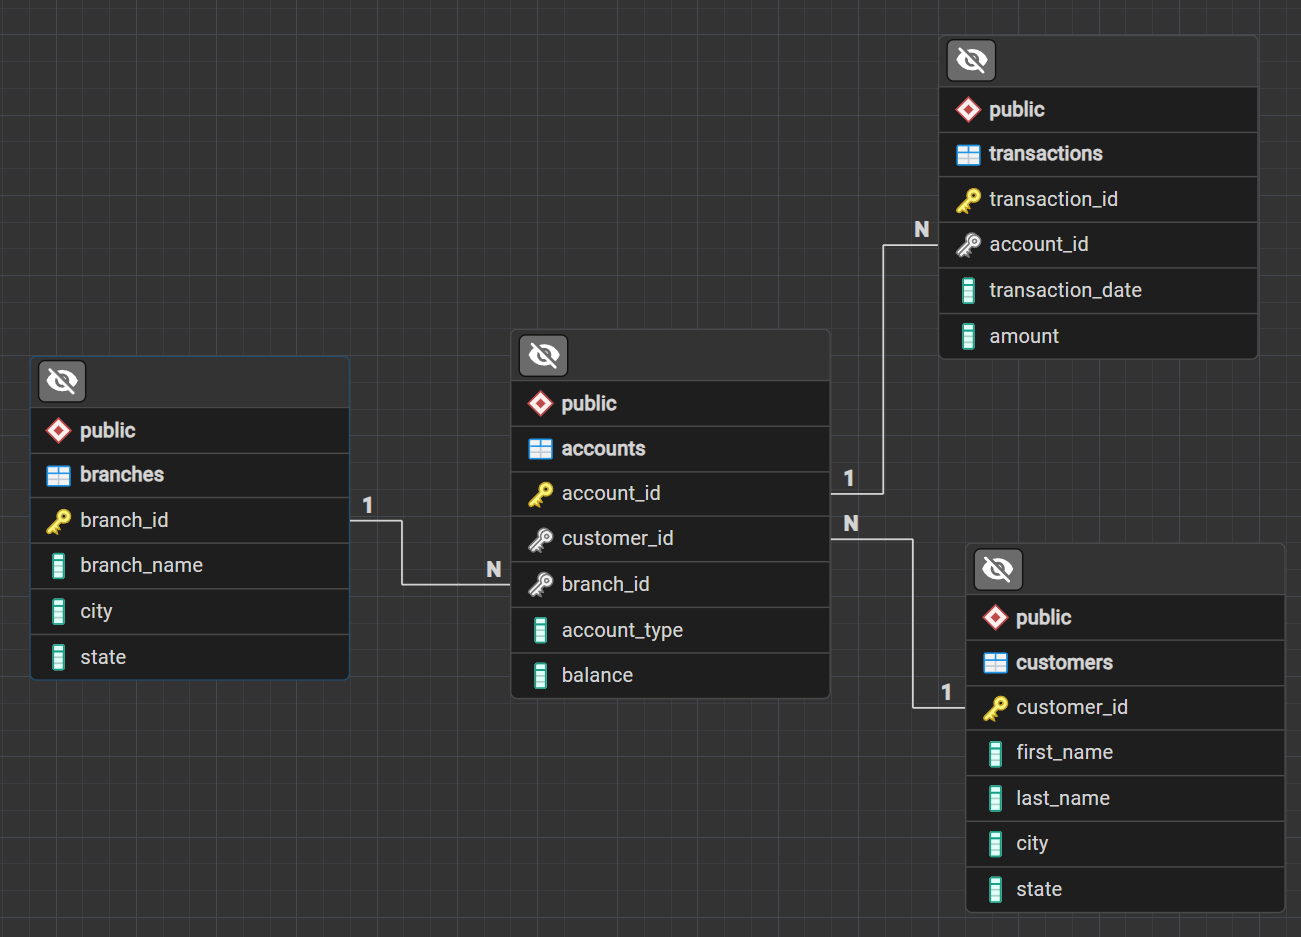 public
transactions
transaction_id
N
account_id
transaction_date
amount
public
branches
branch_id
1
branch_name
city
state
public
accounts
account_id
1
customer_id
N
branch_id
N
account_type
balance
public
customers
customer_id
1
first_name
last_name
city
state